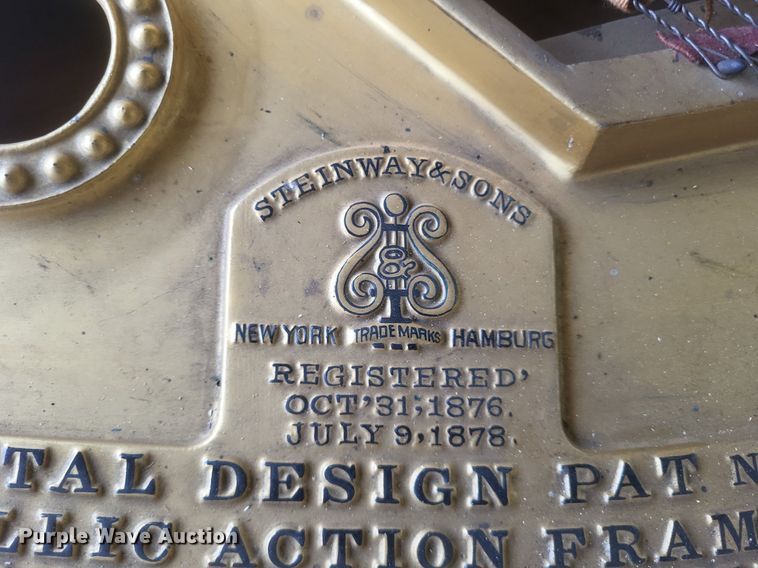 STEINWAY & SONS
&
NEW YORK TRADE MARKS HAMBURG
REGISTERED'
OCT'31;1876.
JULY 9,1878.
TAL DESIGN PAT. N
LLIC ACTION FRAM
Purple Wave Auction